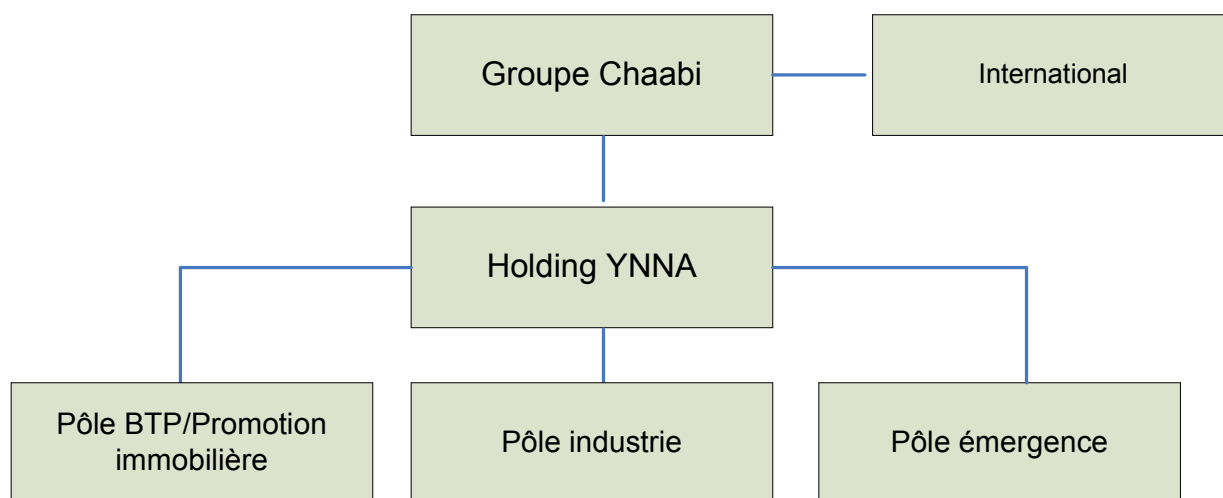 Groupe Chaabi
International
Holding YNNA
Pôle BTP/Promotion
immobilière
Pôle industrie
Pôle émergence